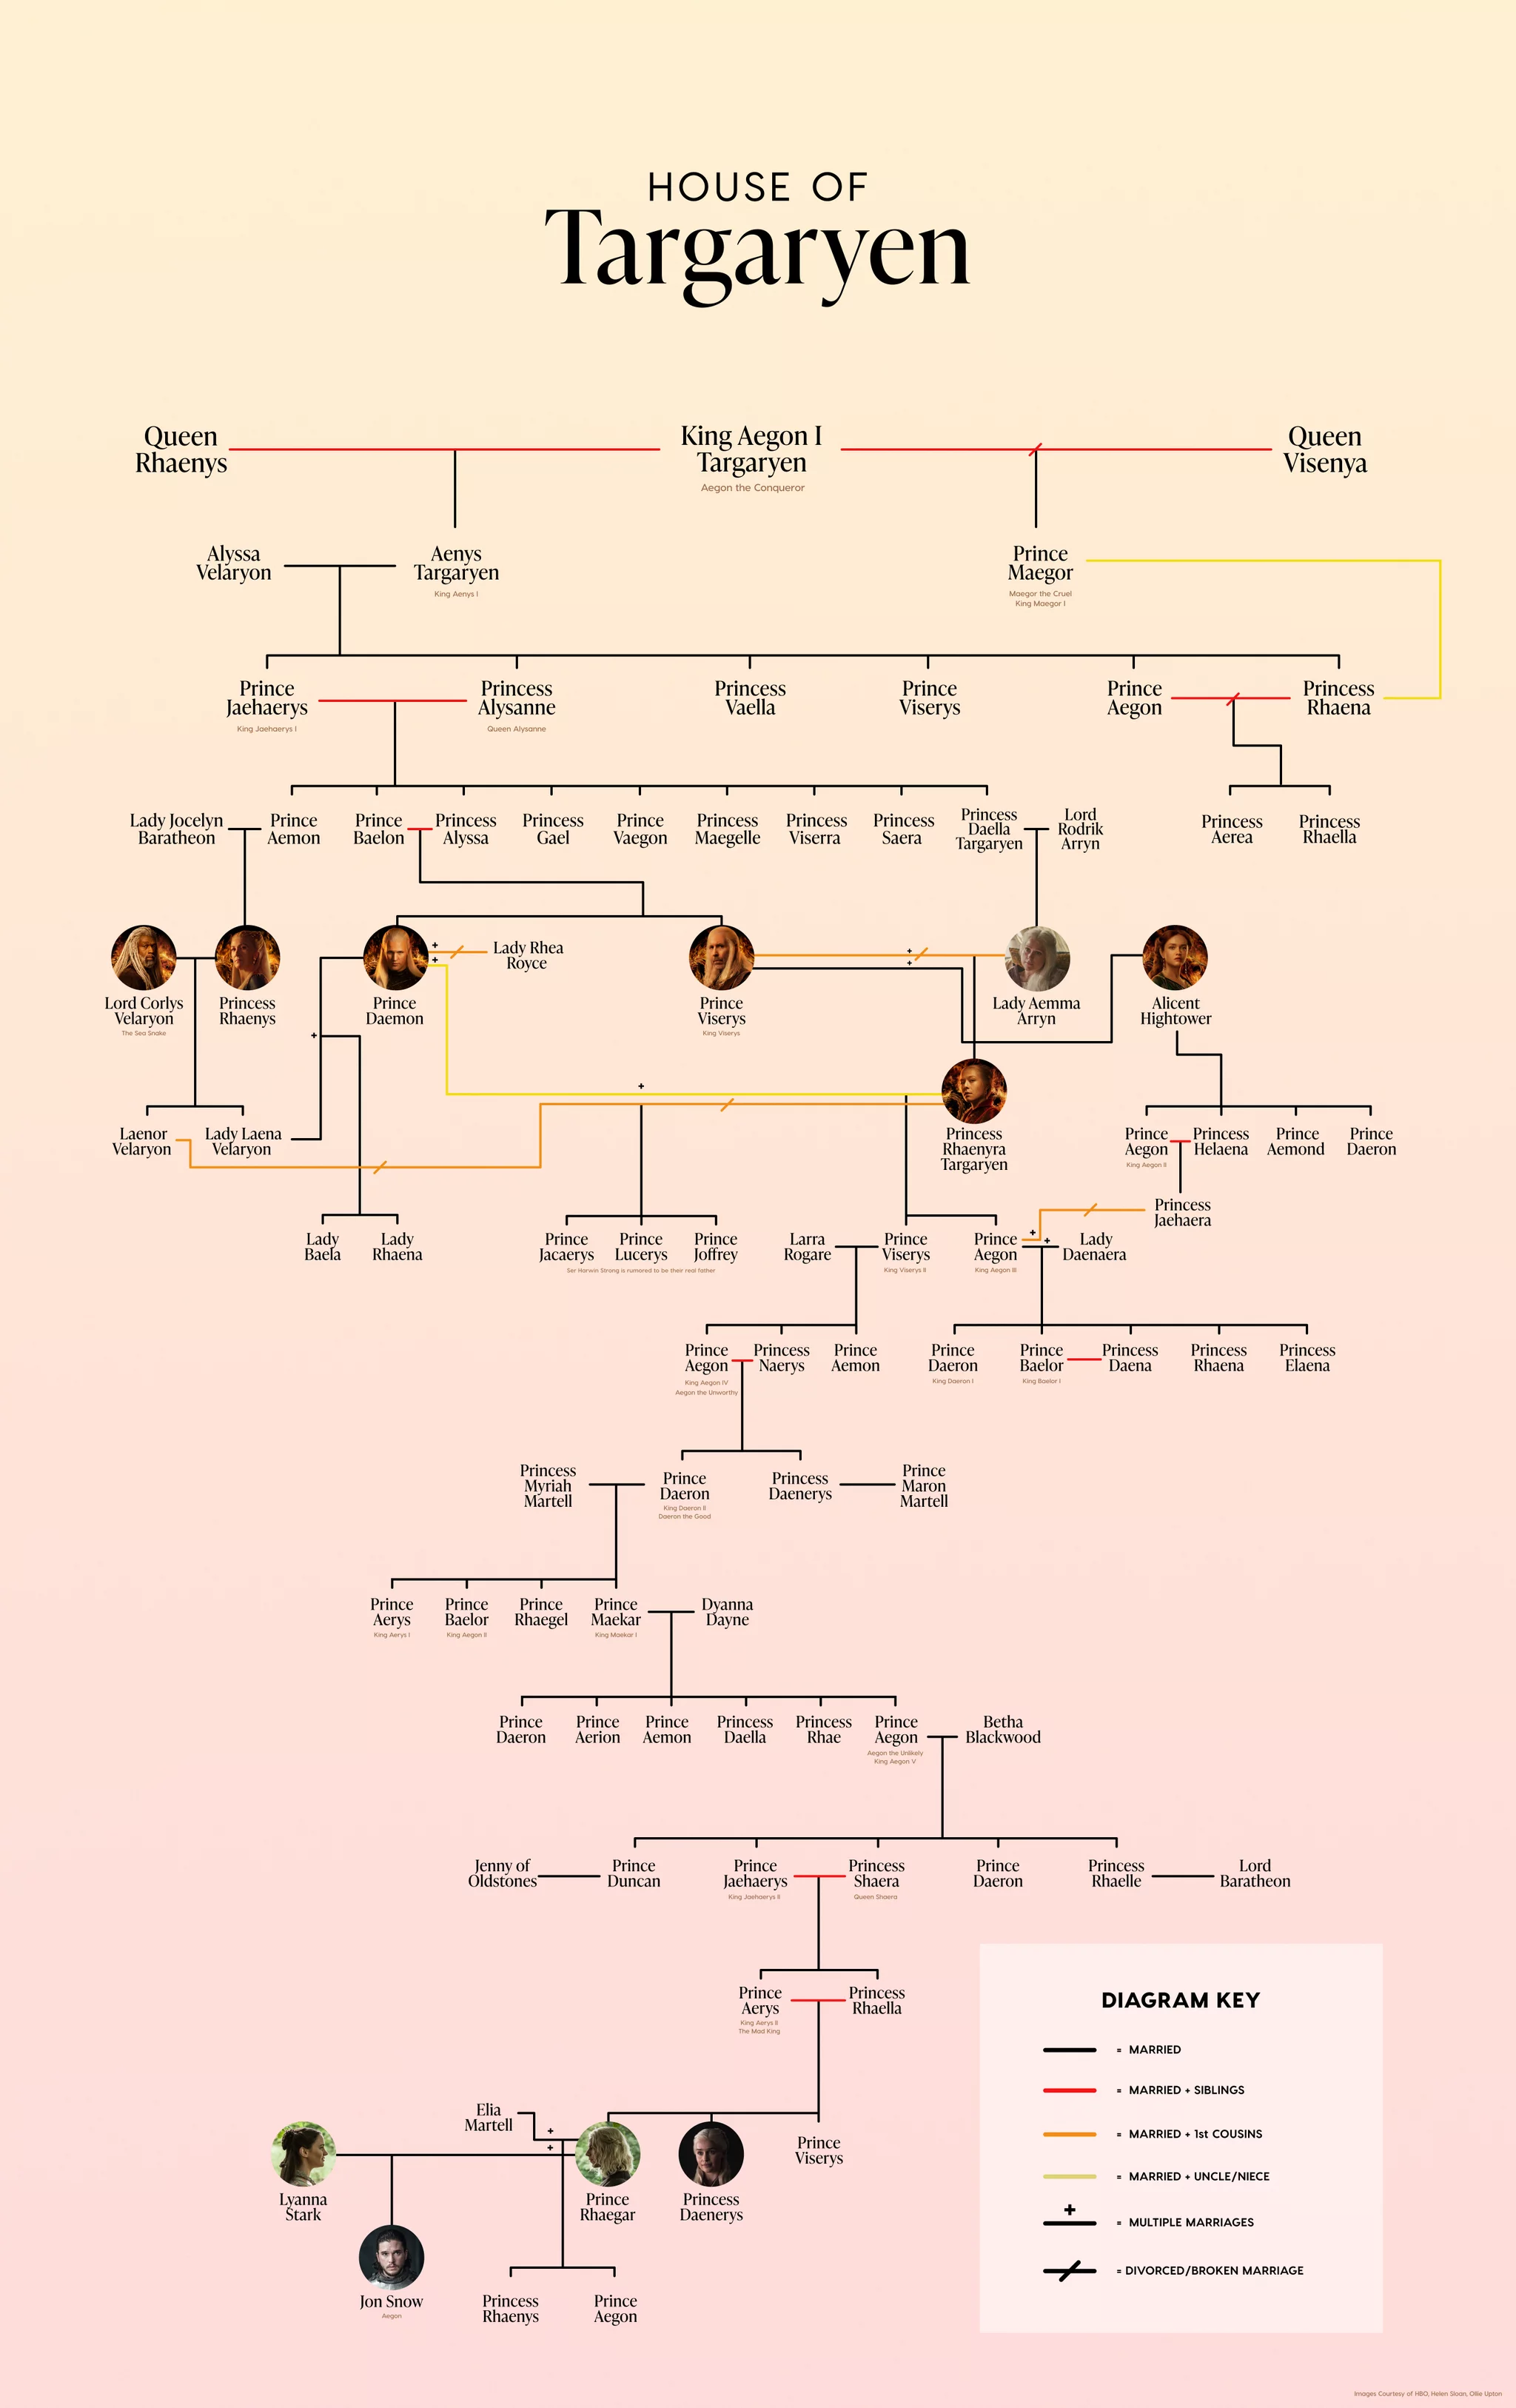 HOUSE OF
Targaryen
Queen
Rhaenys
King Aegon I
Targaryen
Aegon the Conqueror
Queen
Visenya
Alyssa
Velaryon
Aenys
Targaryen
King Aenys I
Prince
Maegor
Maegor the Cruel
King Maegor I
Prince
Jaehaerys
King Jaehaerys I
Princess
Alysanne
Queen Alysanne
Princess
Vaella
Prince
Viserys
Prince
Aegon
Princess
Rhaena
Lady Jocelyn
Baratheon
Prince
Aemon
Prince
Baelon
Princess
Alyssa
Princess
Gael
Prince
Vaegon
Princess
Maegelle
Princess
Viserra
Princess
Saera
Princess
Daella
Targaryen
Lord
Rodrik
Arryn
Princess
Aerea
Princess
Rhaella
Lord Corlys
Velaryon
The Sea Snake
Princess
Rhaenys
Prince
Daemon
Lady Rhea
Royce
Prince
Viserys
King Viserys
Lady Aemma
Arryn
Alicent
Hightower
Laenor
Velaryon
Lady Laena
Velaryon
Princess
Rhaenyra
Targaryen
Prince
Aegon
King Aegon II
Princess
Helaena
Prince
Aemond
Prince
Daeron
Princess
Jaehaera
Lady
Baela
Lady
Rhaena
Prince
Jacaerys
Prince
Lucerys
Prince
Joffrey
Ser Harwin Strong is rumored to be their real father
Larra
Rogare
Prince
Viserys
King Viserys II
Prince
Aegon
King Aegon III
Lady
Daenaera
Prince
Aegon
King Aegon IV
Aegon the Unworthy
Princess
Naerys
Prince
Aemon
Prince
Daeron
King Daeron I
Prince
Baelor
King Baelor I
Princess
Daena
Princess
Rhaena
Princess
Elaena
Princess
Myriah
Martell
Prince
Daeron
King Daeron II
Daeron the Good
Princess
Daenerys
Prince
Maron
Martell
Prince
Aerys
King Aerys I
Prince
Baelor
King Aegon II
Prince
Rhaegel
Prince
Maekar
King Maekar I
Dyanna
Dayne
Prince
Daeron
Prince
Aerion
Prince
Aemon
Princess
Daella
Princess
Rhae
Prince
Aegon
Aegon the Unlikely
King Aegon V
Betha
Blackwood
Jenny of
Oldstones
Prince
Duncan
Prince
Jaehaerys
King Jaehaerys II
Princess
Shaera
Queen Shaera
Prince
Daeron
Princess
Rhaelle
Lord
Baratheon
Prince
Aerys
King Aerys II
The Mad King
Princess
Rhaella
Elia
Martell
Lyanna
Stark
Prince
Rhaegar
Princess
Daenerys
Prince
Viserys
Jon Snow
Aegon
Princess
Rhaenys
Prince
Aegon
DIAGRAM KEY
= MARRIED
= MARRIED + SIBLINGS
= MARRIED + 1st COUSINS
= MARRIED + UNCLE/NIECE
= MULTIPLE MARRIAGES
= DIVORCED/BROKEN MARRIAGE
Images Courtesy of HBO, Helen Sloan, Ollie Upton